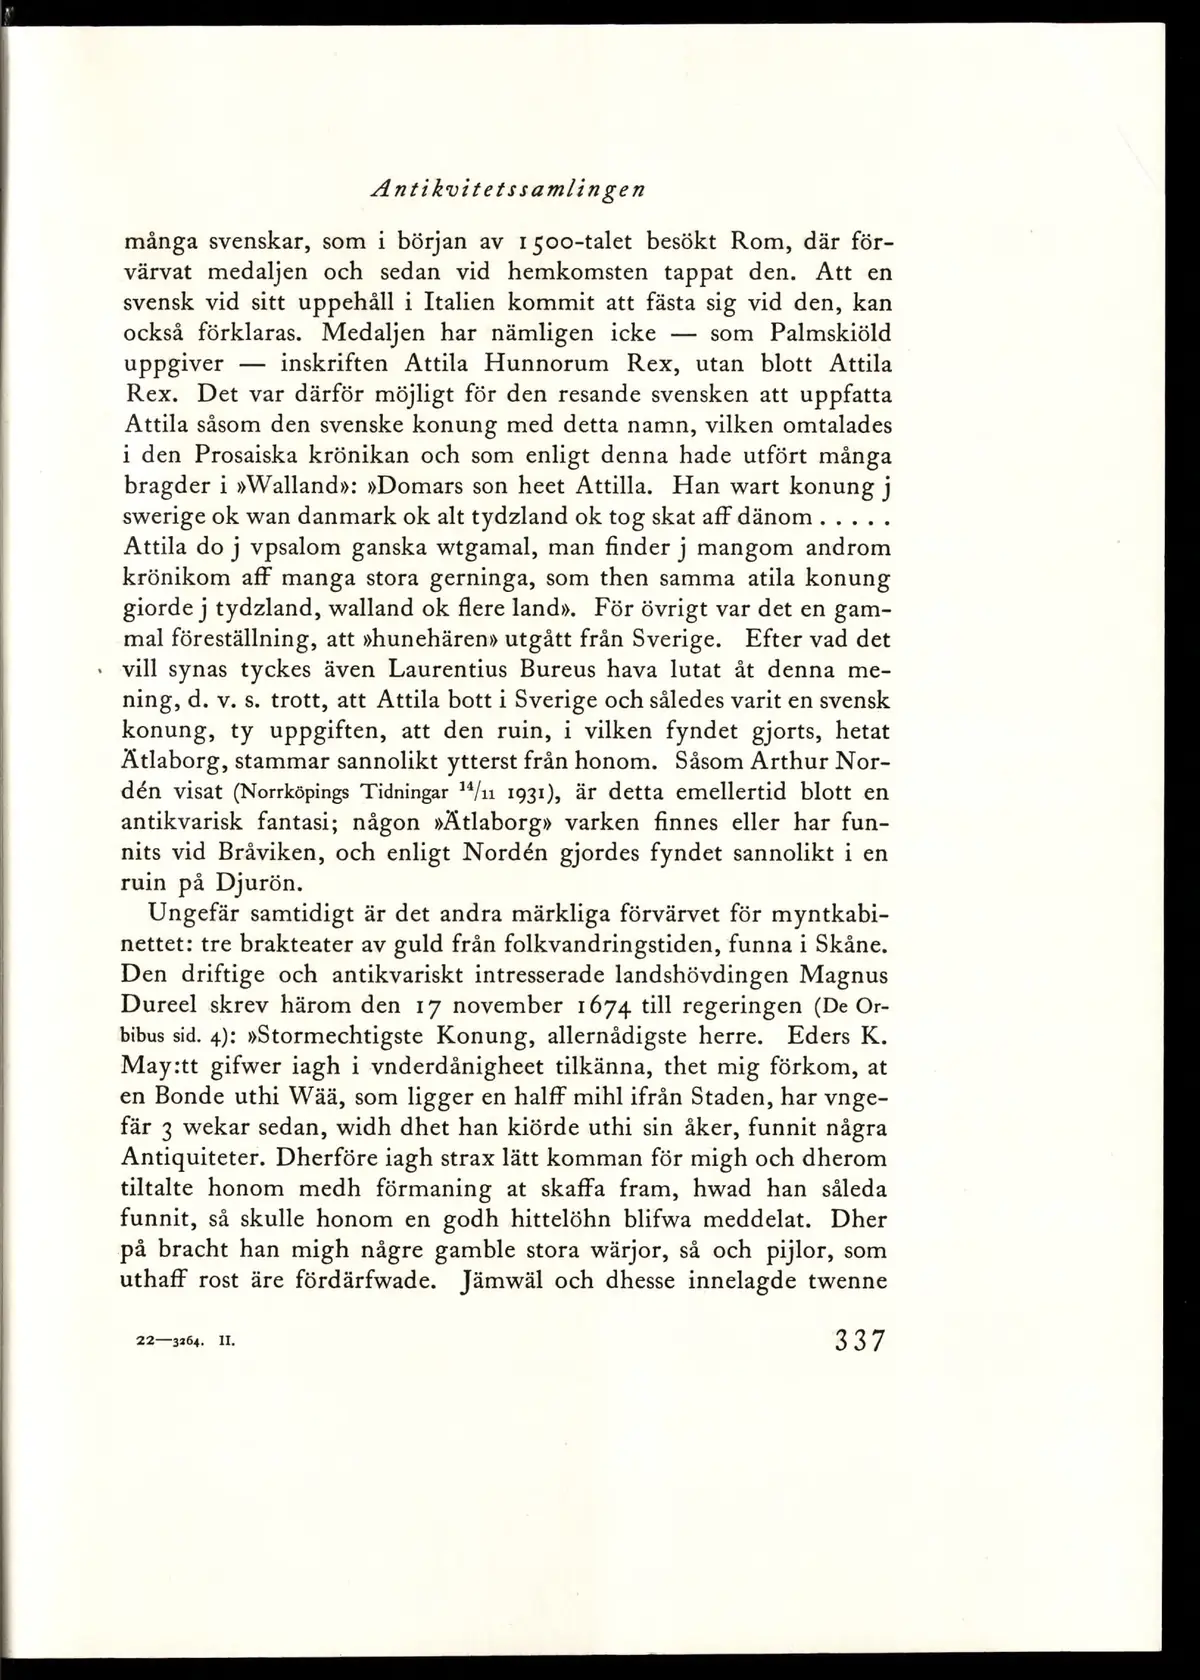 Antikvitetssamlingen
många svenskar, som i början av 1500-talet besökt Rom, där för-
värvat medaljen och sedan vid hemkomsten tappat den. Att en
svensk vid sitt uppehåll i Italien kommit att fästa sig vid den, kan
också förklaras. Medaljen har nämligen icke — som Palmskiöld
uppgiver — inskriften Attila Hunnorum Rex, utan blott Attila
Rex. Det var därför möjligt för den resande svensken att uppfatta
Attila såsom den svenske konung med detta namn, vilken omtalades
i den Prosaiska krönikan och som enligt denna hade utfört många
bragder i »Walland»: »Domars son heet Attilla. Han wart konung j
swerige ok wan danmark ok alt tydzland ok tog skat aff dänom . . . . .
Attila do j vpsalom ganska wtgamal, man finder j mangom androm
krönikom aff manga stora gerninga, som then samma atila konung
giorde j tydzland, walland ok flere land». För övrigt var det en gam-
mal föreställning, att »hunehären» utgått från Sverige. Efter vad det
vill synas tyckes även Laurentius Bureus hava lutat åt denna me-
ning, d. v. s. trott, att Attila bott i Sverige och således varit en svensk
konung, ty uppgiften, att den ruin, i vilken fyndet gjorts, hetat
Ätlaborg, stammar sannolikt ytterst från honom. Såsom Arthur Nor-
dén visat (Norrköpings Tidningar 14/11 1931), är detta emellertid blott en
antikvarisk fantasi; någon »Ätlaborg» varken finnes eller har fun-
nits vid Bråviken, och enligt Nordén gjordes fyndet sannolikt i en
ruin på Djurön.
Ungefär samtidigt är det andra märkliga förvärvet för myntkabi-
nettet: tre brakteater av guld från folkvandringstiden, funna i Skåne.
Den driftige och antikvariskt intresserade landshövdingen Magnus
Dureel skrev härom den 17 november 1674 till regeringen (De Or-
bibus sid. 4): »Stormechtigste Konung, allernådigste herre. Eders K.
May:tt gifwer iagh i vnderdånigheet tilkänna, thet mig förkom, at
en Bonde uthi Wää, som ligger en halff mihl ifrån Staden, har vnge-
fär 3 wekar sedan, widh dhet han kiörde uthi sin åker, funnit några
Antiquiteter. Dherföre iagh strax lätt komman för migh och dherom
tiltalte honom medh förmaning at skaffa fram, hwad han såleda
funnit, så skulle honom en godh hittelöhn blifwa meddelat. Dher
på bracht han migh någre gamble stora wärjor, så och pijlor, som
uthaff rost äre fördärfwade. Jämwäl och dhesse innelagde twenne
22—3264. II.
337